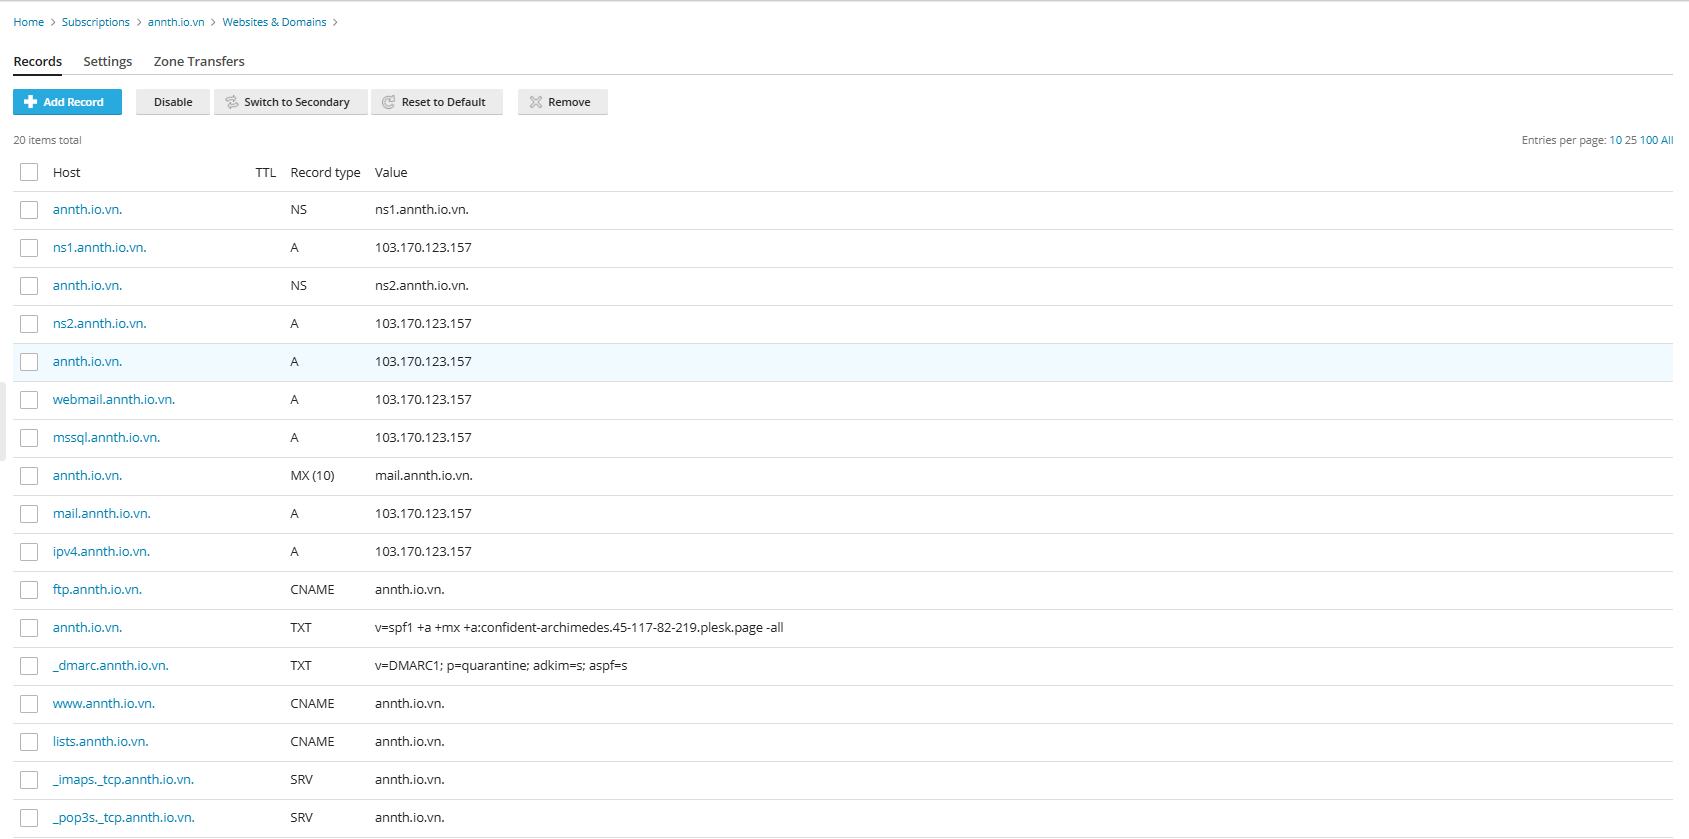 Home > Subscriptions > annth.io.vn > Websites & Domains >
Records Settings Zone Transfers
Add Record Disable Switch to Secondary Reset to Default Remove
20 items total Entries per page: 10 25 100 All
Host TTL Record type Value
annth.io.vn. NS ns1.annth.io.vn.
ns1.annth.io.vn. A 103.170.123.157
annth.io.vn. NS ns2.annth.io.vn.
ns2.annth.io.vn. A 103.170.123.157
annth.io.vn. A 103.170.123.157
webmail.annth.io.vn. A 103.170.123.157
mssql.annth.io.vn. A 103.170.123.157
annth.io.vn. MX (10) mail.annth.io.vn.
mail.annth.io.vn. A 103.170.123.157
ipv4.annth.io.vn. A 103.170.123.157
ftp.annth.io.vn. CNAME annth.io.vn.
annth.io.vn. TXT v=spf1 +a +mx +a:confident-archimedes.45-117-82-219.plesk.page -all
_dmarc.annth.io.vn. TXT v=DMARC1; p=quarantine; adkim=s; aspf=s
www.annth.io.vn. CNAME annth.io.vn.
lists.annth.io.vn. CNAME annth.io.vn.
_imaps._tcp.annth.io.vn. SRV annth.io.vn.
_pop3s._tcp.annth.io.vn. SRV annth.io.vn.